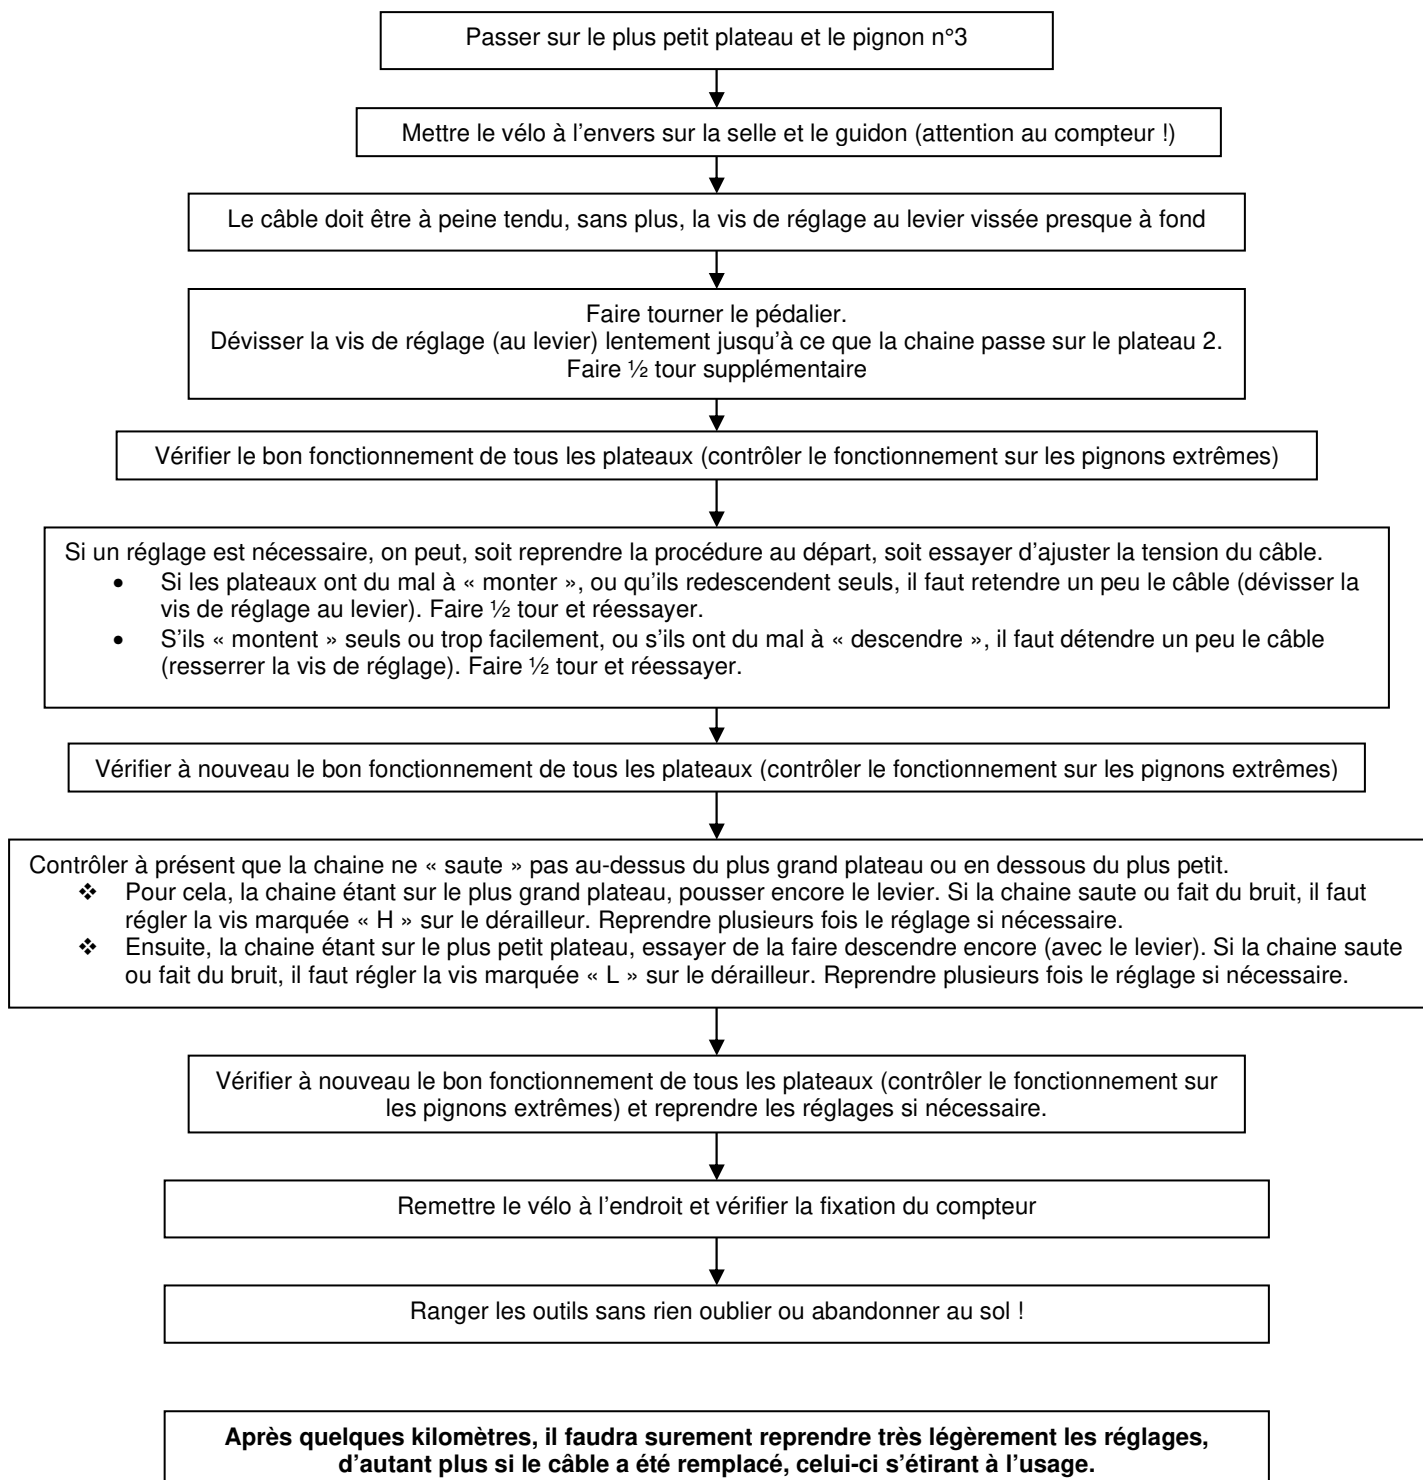 Passer sur le plus petit plateau et le pignon n°3
Mettre le vélo à l'envers sur la selle et le guidon (attention au compteur !)
Le câble doit être à peine tendu, sans plus, la vis de réglage au levier vissée presque à fond
Faire tourner le pédalier.
Dévisser la vis de réglage (au levier) lentement jusqu'à ce que la chaine passe sur le plateau 2.
Faire ½ tour supplémentaire
Vérifier le bon fonctionnement de tous les plateaux (contrôler le fonctionnement sur les pignons extrêmes)
Si un réglage est nécessaire, on peut, soit reprendre la procédure au départ, soit essayer d'ajuster la tension du câble.
• Si les plateaux ont du mal à « monter », ou qu'ils redescendent seuls, il faut retendre un peu le câble (dévisser la
vis de réglage au levier). Faire ½ tour et réessayer.
• S'ils « montent » seuls ou trop facilement, ou s'ils ont du mal à « descendre », il faut détendre un peu le câble
(resserrer la vis de réglage). Faire ½ tour et réessayer.
Vérifier à nouveau le bon fonctionnement de tous les plateaux (contrôler le fonctionnement sur les pignons extrêmes)
Contrôler à présent que la chaine ne « saute » pas au-dessus du plus grand plateau ou en dessous du plus petit.
❖ Pour cela, la chaine étant sur le plus grand plateau, pousser encore le levier. Si la chaine saute ou fait du bruit, il faut
régler la vis marquée « H » sur le dérailleur. Reprendre plusieurs fois le réglage si nécessaire.
❖ Ensuite, la chaine étant sur le plus petit plateau, essayer de la faire descendre encore (avec le levier). Si la chaine saute
ou fait du bruit, il faut régler la vis marquée « L » sur le dérailleur. Reprendre plusieurs fois le réglage si nécessaire.
Vérifier à nouveau le bon fonctionnement de tous les plateaux (contrôler le fonctionnement sur
les pignons extrêmes) et reprendre les réglages si nécessaire.
Remettre le vélo à l'endroit et vérifier la fixation du compteur
Ranger les outils sans rien oublier ou abandonner au sol !
Après quelques kilomètres, il faudra surement reprendre très légèrement les réglages,
d'autant plus si le câble a été remplacé, celui-ci s'étirant à l'usage.